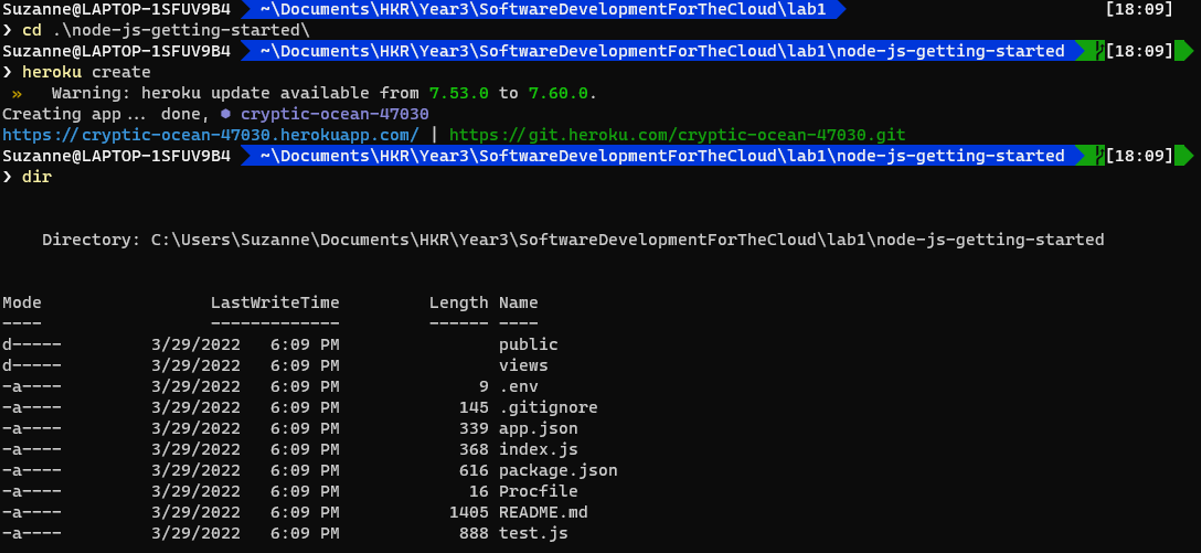 Suzanne@LAPTOP-1SFUV9B4 ~\Documents\HKR\Year3\SoftwareDevelopmentForTheCloud\lab1 [18:09]
❯ cd .\node-js-getting-started\
Suzanne@LAPTOP-1SFUV9B4 ~\Documents\HKR\Year3\SoftwareDevelopmentForTheCloud\lab1\node-js-getting-started [18:09]
❯ heroku create
» Warning: heroku update available from 7.53.0 to 7.60.0.
Creating app... done, ⬢ cryptic-ocean-47030
https://cryptic-ocean-47030.herokuapp.com/ | https://git.heroku.com/cryptic-ocean-47030.git
Suzanne@LAPTOP-1SFUV9B4 ~\Documents\HKR\Year3\SoftwareDevelopmentForTheCloud\lab1\node-js-getting-started [18:09]
❯ dir
Directory: C:\Users\Suzanne\Documents\HKR\Year3\SoftwareDevelopmentForTheCloud\lab1\node-js-getting-started
Mode LastWriteTime Length Name
---- ------------- ------ ----
d----- 3/29/2022 6:09 PM public
d----- 3/29/2022 6:09 PM views
-a---- 3/29/2022 6:09 PM 9 .env
-a---- 3/29/2022 6:09 PM 145 .gitignore
-a---- 3/29/2022 6:09 PM 339 app.json
-a---- 3/29/2022 6:09 PM 368 index.js
-a---- 3/29/2022 6:09 PM 616 package.json
-a---- 3/29/2022 6:09 PM 16 Procfile
-a---- 3/29/2022 6:09 PM 1405 README.md
-a---- 3/29/2022 6:09 PM 888 test.js